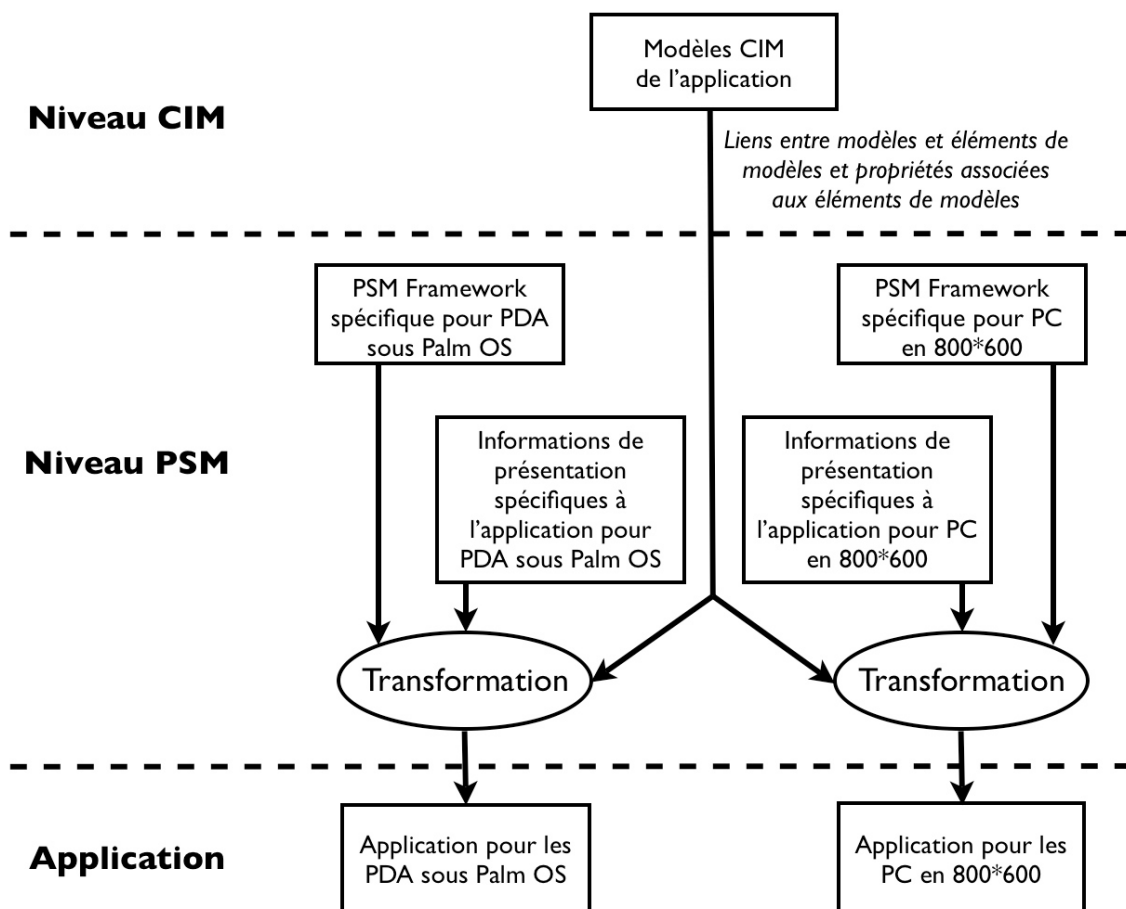 Modèles CIM
de l'application
Niveau CIM
Liens entre modèles et éléments de
modèles et propriétés associées
aux éléments de modèles
PSM Framework
spécifique pour PDA
sous Palm OS
PSM Framework
spécifique pour PC
en 800*600
Niveau PSM
Informations de
présentation
spécifiques à
l'application pour
PDA sous Palm OS
Informations de
présentation
spécifiques à
l'application pour PC
en 800*600
Transformation
Transformation
Application
Application pour les
PDA sous Palm OS
Application pour les
PC en 800*600